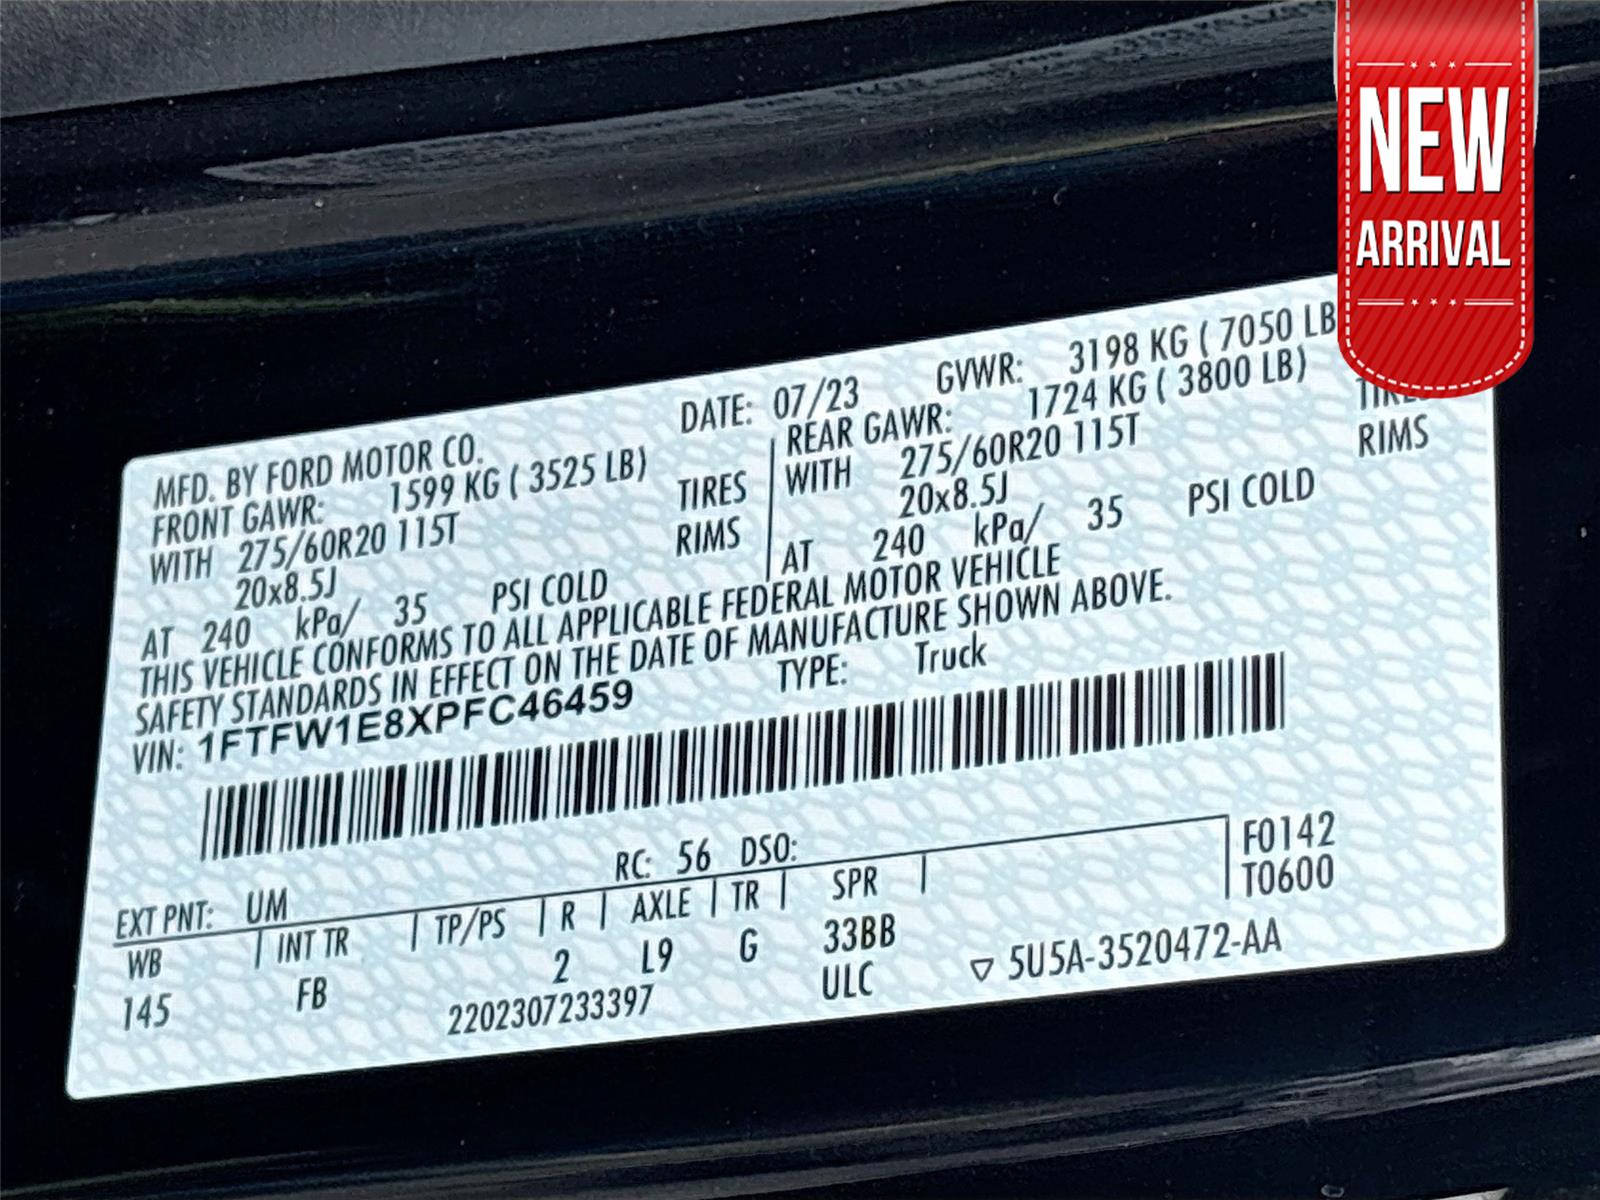 NEW
ARRIVAL
MFD. BY FORD MOTOR CO. DATE: 07/23 GVWR: 3198 KG ( 7050 LB
FRONT GAWR: 1599 KG ( 3525 LB) REAR GAWR: 1724 KG ( 3800 LB)
WITH 275/60R20 115T TIRES WITH 275/60R20 115T TIRES
20x8.5J RIMS 20x8.5J RIMS
AT 240 kPa/ 35 PSI COLD AT 240 kPa/ 35 PSI COLD
THIS VEHICLE CONFORMS TO ALL APPLICABLE FEDERAL MOTOR VEHICLE
SAFETY STANDARDS IN EFFECT ON THE DATE OF MANUFACTURE SHOWN ABOVE.
VIN: 1FTFW1E8XPFC46459 TYPE: Truck
EXT PNT: UM RC: 56 DSO: F0142
WB INT TR TP/PS R AXLE TR SPR T0600
145 FB 2 L9 G 33BB
2202307233397 ULC ▽ 5U5A-3520472-AA